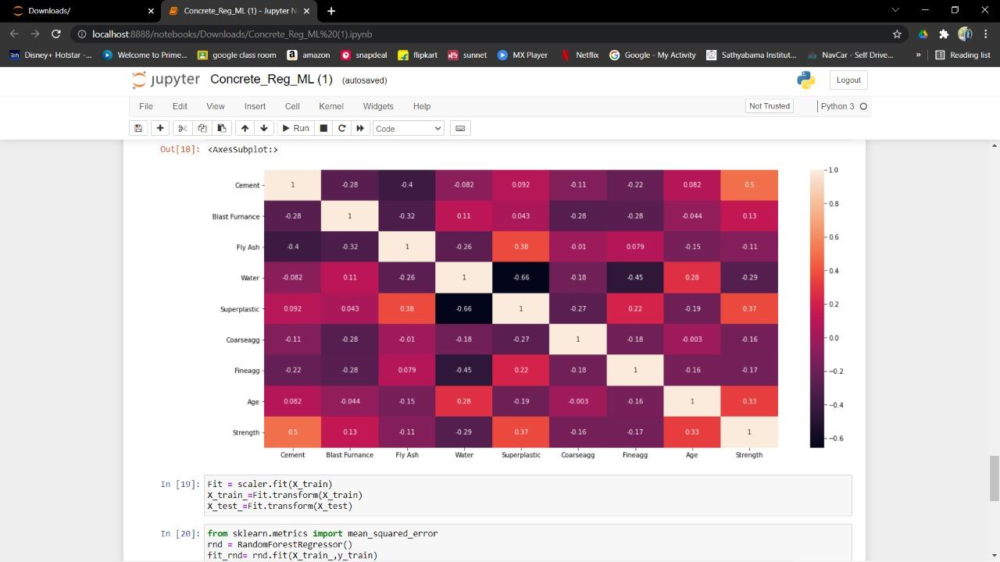 Downloads/
Concrete_Reg_ML (1) - Jupyter N
localhost:8888/notebooks/Downloads/Concrete_Reg_ML%20(1).ipynb
Disney+ Hotstar -... Welcome to Prime... google class room amazon snapdeal flipkart sunnet MX Player Netflix Google - My Activity Sathyabama Institut... NavCar - Self Drive... » Reading list
jupyter Concrete_Reg_ML (1) (autosaved) Logout
File Edit View Insert Cell Kernel Widgets Help Not Trusted Python 3
Run Code
Out[18]: <AxesSubplot:>
Cement 1 -0.28 -0.4 -0.082 0.092 -0.11 -0.22 0.082 0.5
Blast Furnance -0.28 1 -0.32 0.11 0.043 -0.28 -0.28 -0.044 0.13
Fly Ash -0.4 -0.32 1 -0.26 0.38 -0.01 0.079 -0.15 -0.11
Water -0.082 0.11 -0.26 1 -0.66 -0.18 -0.45 0.28 -0.29
Superplastic 0.092 0.043 0.38 -0.66 1 -0.27 0.22 -0.19 0.37
Coarseagg -0.11 -0.28 -0.01 -0.18 -0.27 1 -0.18 -0.003 -0.16
Fineagg -0.22 -0.28 0.079 -0.45 0.22 -0.18 1 -0.16 -0.17
Age 0.082 -0.044 -0.15 0.28 -0.19 -0.003 -0.16 1 0.33
Strength 0.5 0.13 -0.11 -0.29 0.37 -0.16 -0.17 0.33 1
Cement Blast Furnance Fly Ash Water Superplastic Coarseagg Fineagg Age Strength
1.0
0.8
0.6
0.4
0.2
0.0
-0.2
-0.4
-0.6
In [19]: Fit = scaler.fit(X_train)
X_train_=Fit.transform(X_train)
X_test_=Fit.transform(X_test)
In [20]: from sklearn.metrics import mean_squared_error
rnd = RandomForestRegressor()
fit_rnd= rnd.fit(X_train_,y_train)